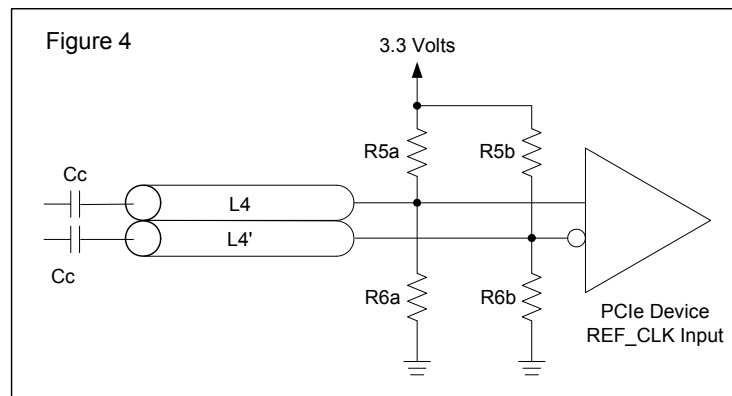 Figure 4
3.3 Volts
R5a
R5b
Cc
L4
L4'
Cc
R6a
R6b
PCIe Device
REF_CLK Input